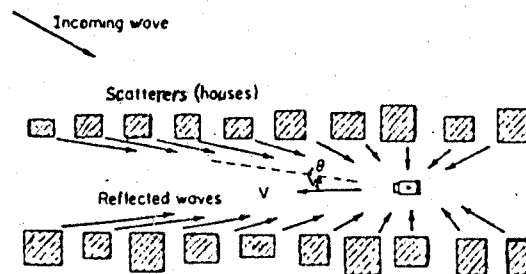 Incoming wave
Scatterers (houses)
θ
V
Reflected waves